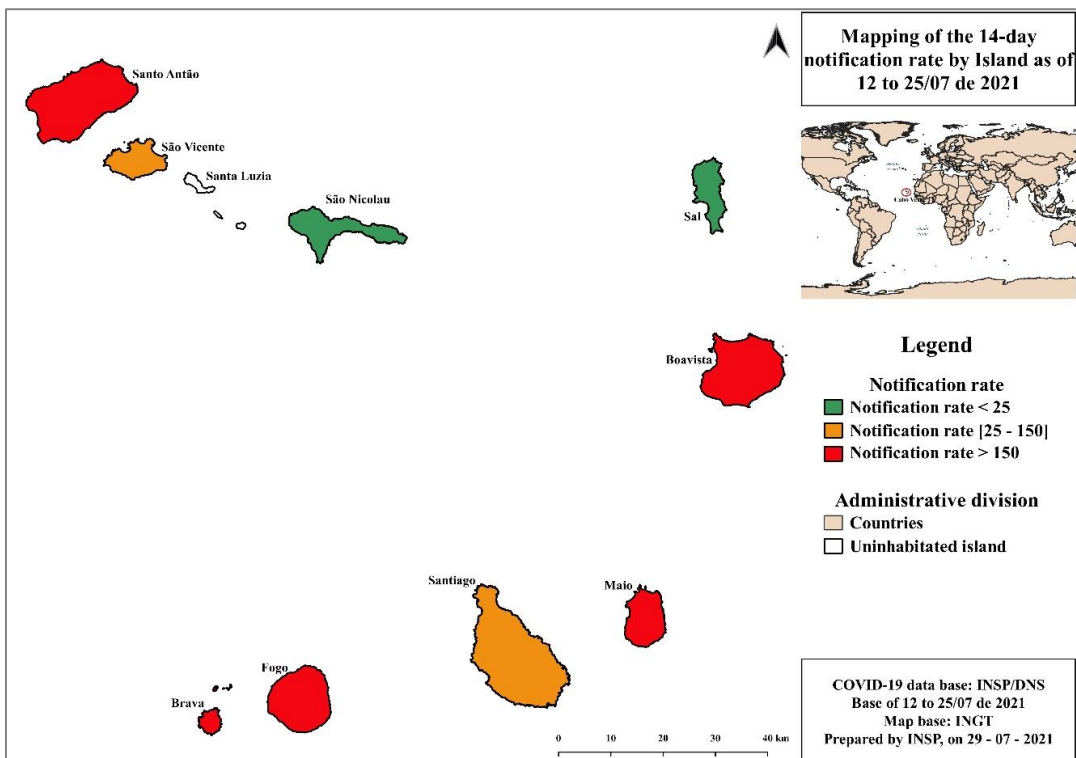 Mapping of the 14-day
notification rate by Island as of
12 to 25/07 de 2021
Santo Antão
São Vicente
Santa Luzia
São Nicolau
Sal
Boavista
Santiago
Maio
Fogo
Brava
Legend
Notification rate
Notification rate < 25
Notification rate [25 - 150]
Notification rate > 150
Administrative division
Countries
Uninhabitated island
0 10 20 30 40 km
COVID-19 data base: INSP/DNS
Base of 12 to 25/07 de 2021
Map base: INGT
Prepared by INSP, on 29 - 07 - 2021